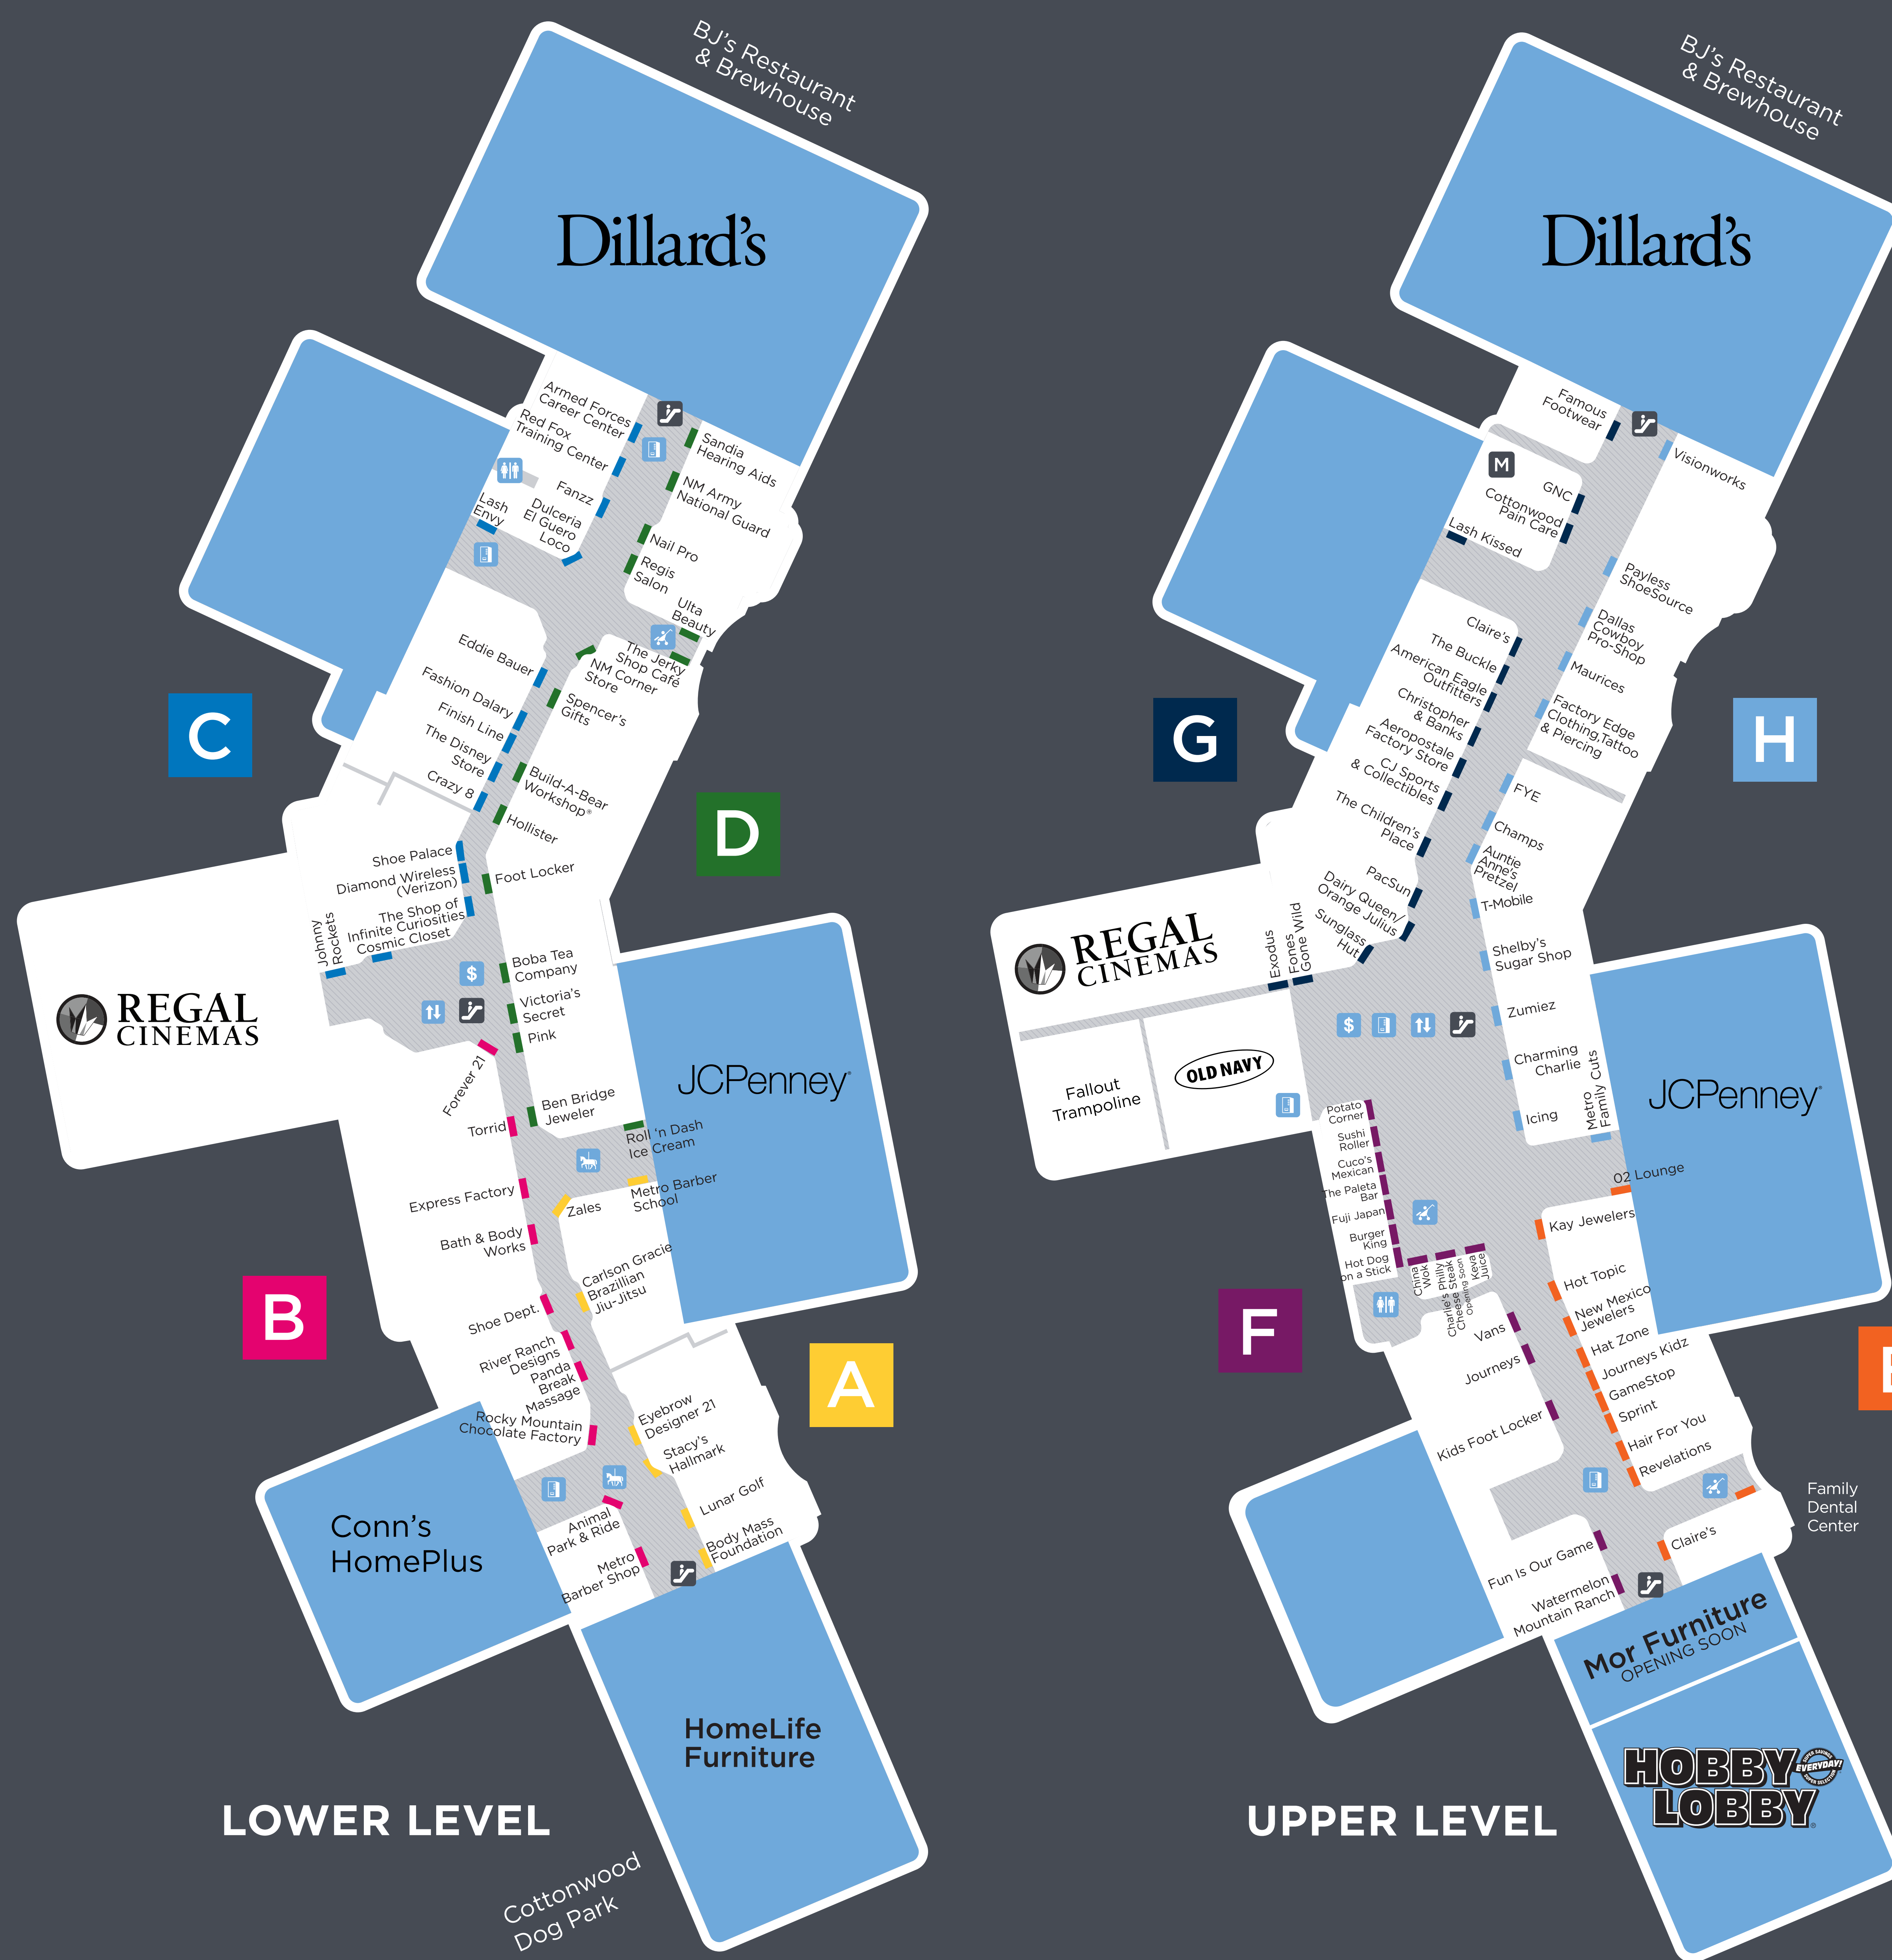 BJ's Restaurant
& Brewhouse
Dillard's
Armed Forces
Career Center
Red Fox
Training Center
Fanzz
Lash
Envy
Dulceria
El Guero
Loco
Sandia
Hearing Aids
NM Army
National Guard
Nail Pro
Regis
Salon
Ulta
Beauty
The Jerky
Shop Café
NM Corner
Store
Eddie Bauer
Fashion Dalary
Finish Line
The Disney
Store
Crazy 8
Spencer's
Gifts
Build-A-Bear
Workshop®
Hollister
C
D
Shoe Palace
Diamond Wireless
(Verizon)
The Shop of
Infinite Curiosities
Cosmic Closet
Johnny
Rockets
Foot Locker
REGAL
CINEMAS
$
Boba Tea
Company
Victoria's
Secret
Pink
Forever 21
Torrid
Ben Bridge
Jeweler
JCPenney®
Roll 'n Dash
Ice Cream
Metro Barber
School
Zales
Express Factory
Bath & Body
Works
Carlson Gracie
Brazillian
Jiu-Jitsu
B
Shoe Dept.
River Ranch
Designs
Panda
Break
Massage
Rocky Mountain
Chocolate Factory
A
Eyebrow
Designer 21
Stacy's
Hallmark
Lunar Golf
Body Mass
Foundation
Animal
Park & Ride
Metro
Barber Shop
Conn's
HomePlus
HomeLife
Furniture
LOWER LEVEL
Cottonwood
Dog Park
BJ's Restaurant
& Brewhouse
Dillard's
Famous
Footwear
Visionworks
M
GNC
Cottonwood
Pain Care
Lash Kissed
Payless
ShoeSource
Dallas
Cowboy
Pro-Shop
Maurices
Factory Edge
Clothing,Tattoo
& Piercing
Claire's
The Buckle
American Eagle
Outfitters
Christopher
& Banks
Aeropostale
Factory Store
CJ Sports
& Collectibles
The Children's
Place
PacSun
Dairy Queen/
Orange Julius
Sunglass
Hut
G
H
FYE
Champs
Auntie
Anne's
Pretzel
T-Mobile
Shelby's
Sugar Shop
Zumiez
Charming
Charlie
Icing
Metro
Family Cuts
Exodus
Fones
Gone Wild
REGAL
CINEMAS
Fallout
Trampoline
OLD NAVY
$
JCPenney®
Potato
Corner
Sushi
Roller
Cuco's
Mexican
The Paleta
Bar
Fuji Japan
Burger
King
Hot Dog
on a Stick
China
Wok
Charlie's Philly
Cheese Steak
Opening Soon
Keva
Juice
02 Lounge
Kay Jewelers
Hot Topic
New Mexico
Jewelers
Hat Zone
Journeys Kidz
GameStop
Sprint
Hair For You
Revelations
F
Vans
Journeys
Kids Foot Locker
Family
Dental
Center
Claire's
Fun Is Our Game
Watermelon
Mountain Ranch
Mor Furniture
OPENING SOON
HOBBY
LOBBY®
SUPER SAVINGS
EVERYDAY!
SUPER SELECTION
UPPER LEVEL